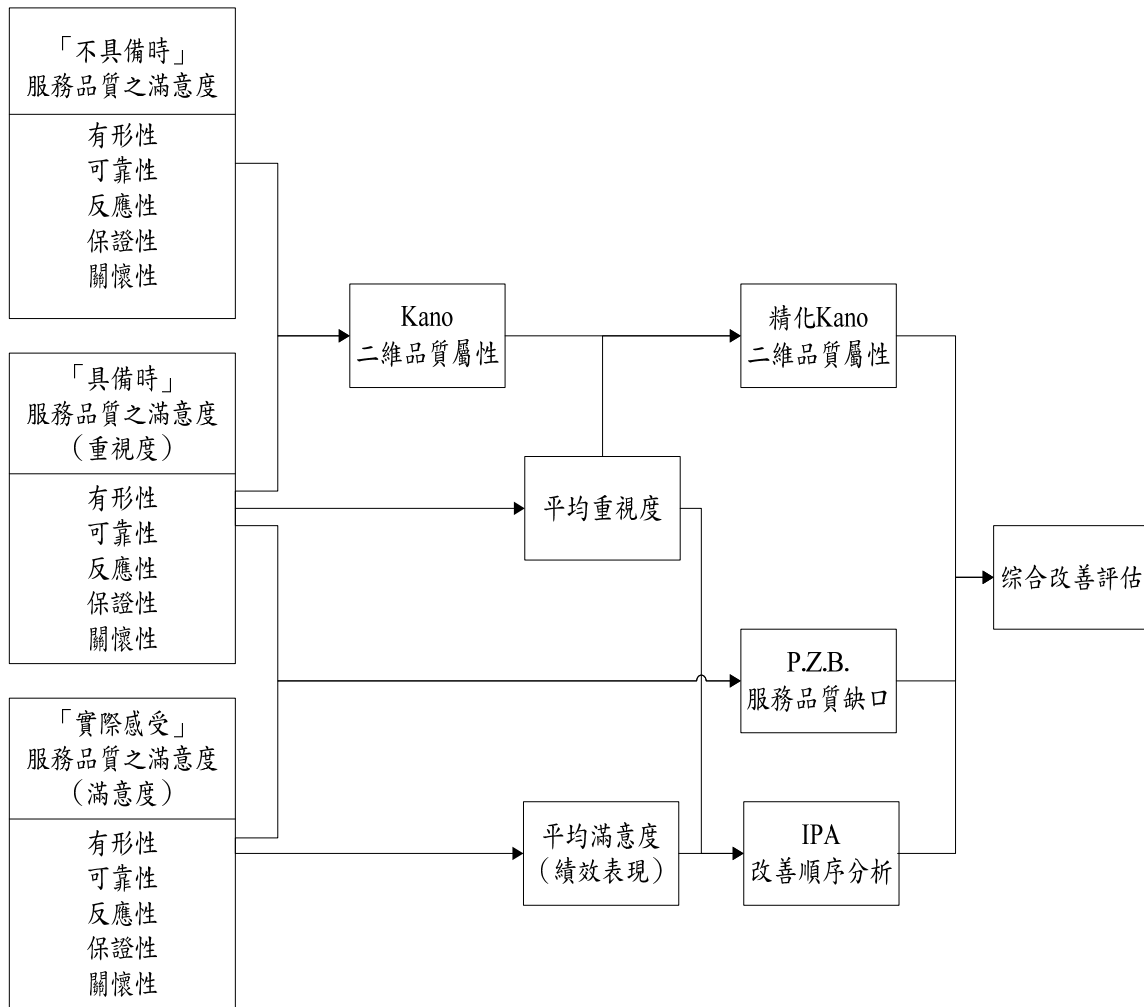 「不具備時」
服務品質之滿意度
有形性
可靠性
反應性
保證性
關懷性
Kano
二維品質屬性
精化Kano
二維品質屬性
「具備時」
服務品質之滿意度
（重視度）
有形性
可靠性
反應性
保證性
關懷性
平均重視度
综合改善評估
P.Z.B.
服務品質缺口
「實際感受」
服務品質之滿意度
（滿意度）
有形性
可靠性
反應性
保證性
關懷性
平均滿意度
（績效表現）
IPA
改善順序分析